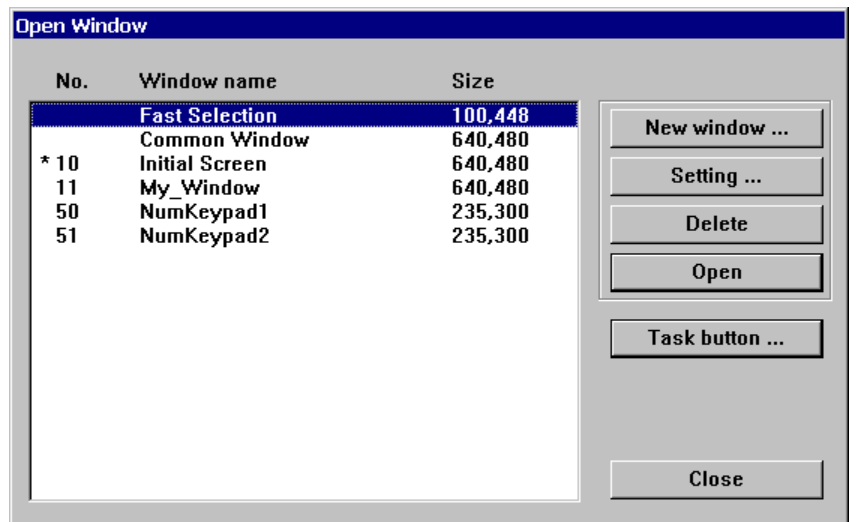 Open Window
No. Window name Size
Fast Selection 100,448
Common Window 640,480
* 10 Initial Screen 640,480
11 My_Window 640,480
50 NumKeypad1 235,300
51 NumKeypad2 235,300
New window ...
Setting ...
Delete
Open
Task button ...
Close